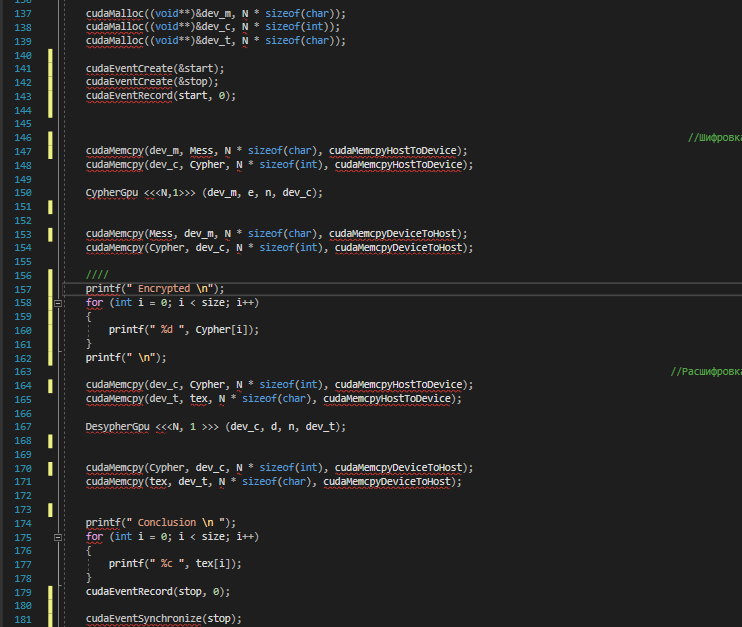 136
137 cudaMalloc((void**)&dev_m, N * sizeof(char));
138 cudaMalloc((void**)&dev_c, N * sizeof(int));
139 cudaMalloc((void**)&dev_t, N * sizeof(char));
140
141 cudaEventCreate(&start);
142 cudaEventCreate(&stop);
143 cudaEventRecord(start, 0);
144
145
146 //Шифровка
147 cudaMemcpy(dev_m, Mess, N * sizeof(char), cudaMemcpyHostToDevice);
148 cudaMemcpy(dev_c, Cypher, N * sizeof(int), cudaMemcpyHostToDevice);
149
150 CypherGpu <<<N,1>>> (dev_m, e, n, dev_c);
151
152
153 cudaMemcpy(Mess, dev_m, N * sizeof(char), cudaMemcpyDeviceToHost);
154 cudaMemcpy(Cypher, dev_c, N * sizeof(int), cudaMemcpyDeviceToHost);
155
156 ////
157 printf(" Encrypted \n");
158 for (int i = 0; i < size; i++)
159 {
160 printf(" %d ", Cypher[i]);
161 }
162 printf(" \n");
163 //Расшифровка
164 cudaMemcpy(dev_c, Cypher, N * sizeof(int), cudaMemcpyHostToDevice);
165 cudaMemcpy(dev_t, tex, N * sizeof(char), cudaMemcpyHostToDevice);
166
167 DesypherGpu <<<N, 1 >>> (dev_c, d, n, dev_t);
168
169
170 cudaMemcpy(Cypher, dev_c, N * sizeof(int), cudaMemcpyDeviceToHost);
171 cudaMemcpy(tex, dev_t, N * sizeof(char), cudaMemcpyDeviceToHost);
172
173
174 printf(" Conclusion \n ");
175 for (int i = 0; i < size; i++)
176 {
177 printf(" %c ", tex[i]);
178 }
179 cudaEventRecord(stop, 0);
180
181 cudaEventSynchronize(stop);